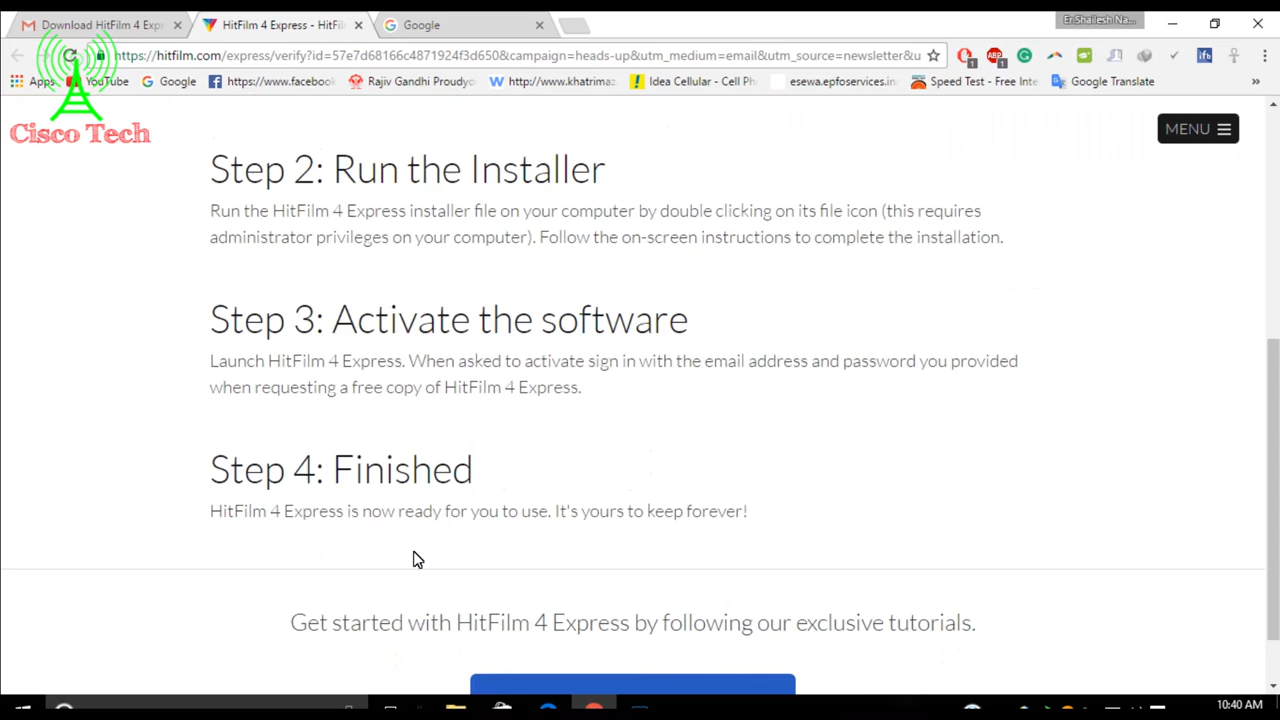 Download HitFilm 4 Expr
HitFilm 4 Express - HitF
Google
Er.Shailesh Na...
https://hitfilm.com/express/verify?id=57e7d68166c4871924f3d650&campaign=heads-up&utm_medium=email&utm_source=newsletter&u
Apps
YouTube
Google
https://www.facebook
Rajiv Gandhi Proudyo
http://www.khatrimaz
Idea Cellular - Cell Ph
esewa.epfoservices.in
Speed Test - Free Inte
Google Translate
»
Cisco Tech
MENU
Step 2: Run the Installer
Run the HitFilm 4 Express installer file on your computer by double clicking on its file icon (this requires
administrator privileges on your computer). Follow the on-screen instructions to complete the installation.
Step 3: Activate the software
Launch HitFilm 4 Express. When asked to activate sign in with the email address and password you provided
when requesting a free copy of HitFilm 4 Express.
Step 4: Finished
HitFilm 4 Express is now ready for you to use. It's yours to keep forever!
Get started with HitFilm 4 Express by following our exclusive tutorials.
10:40 AM